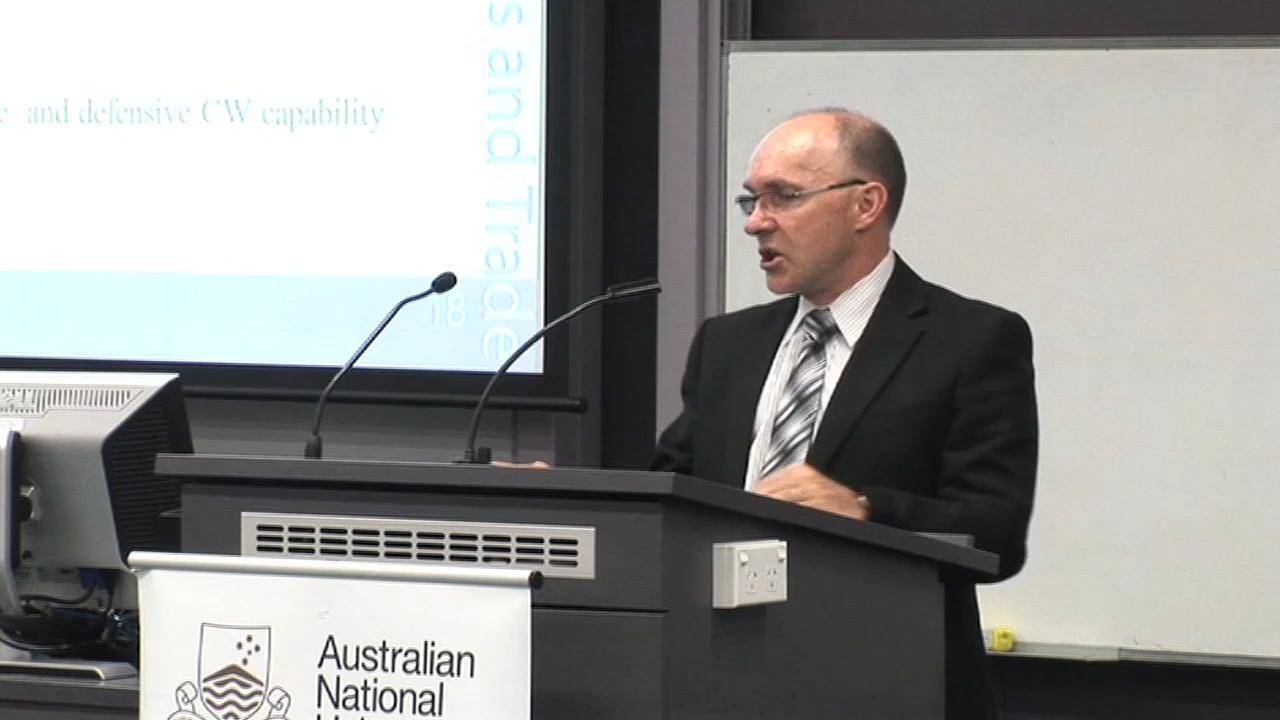 s and Trade
and defensive CW capability
18
Australian
National